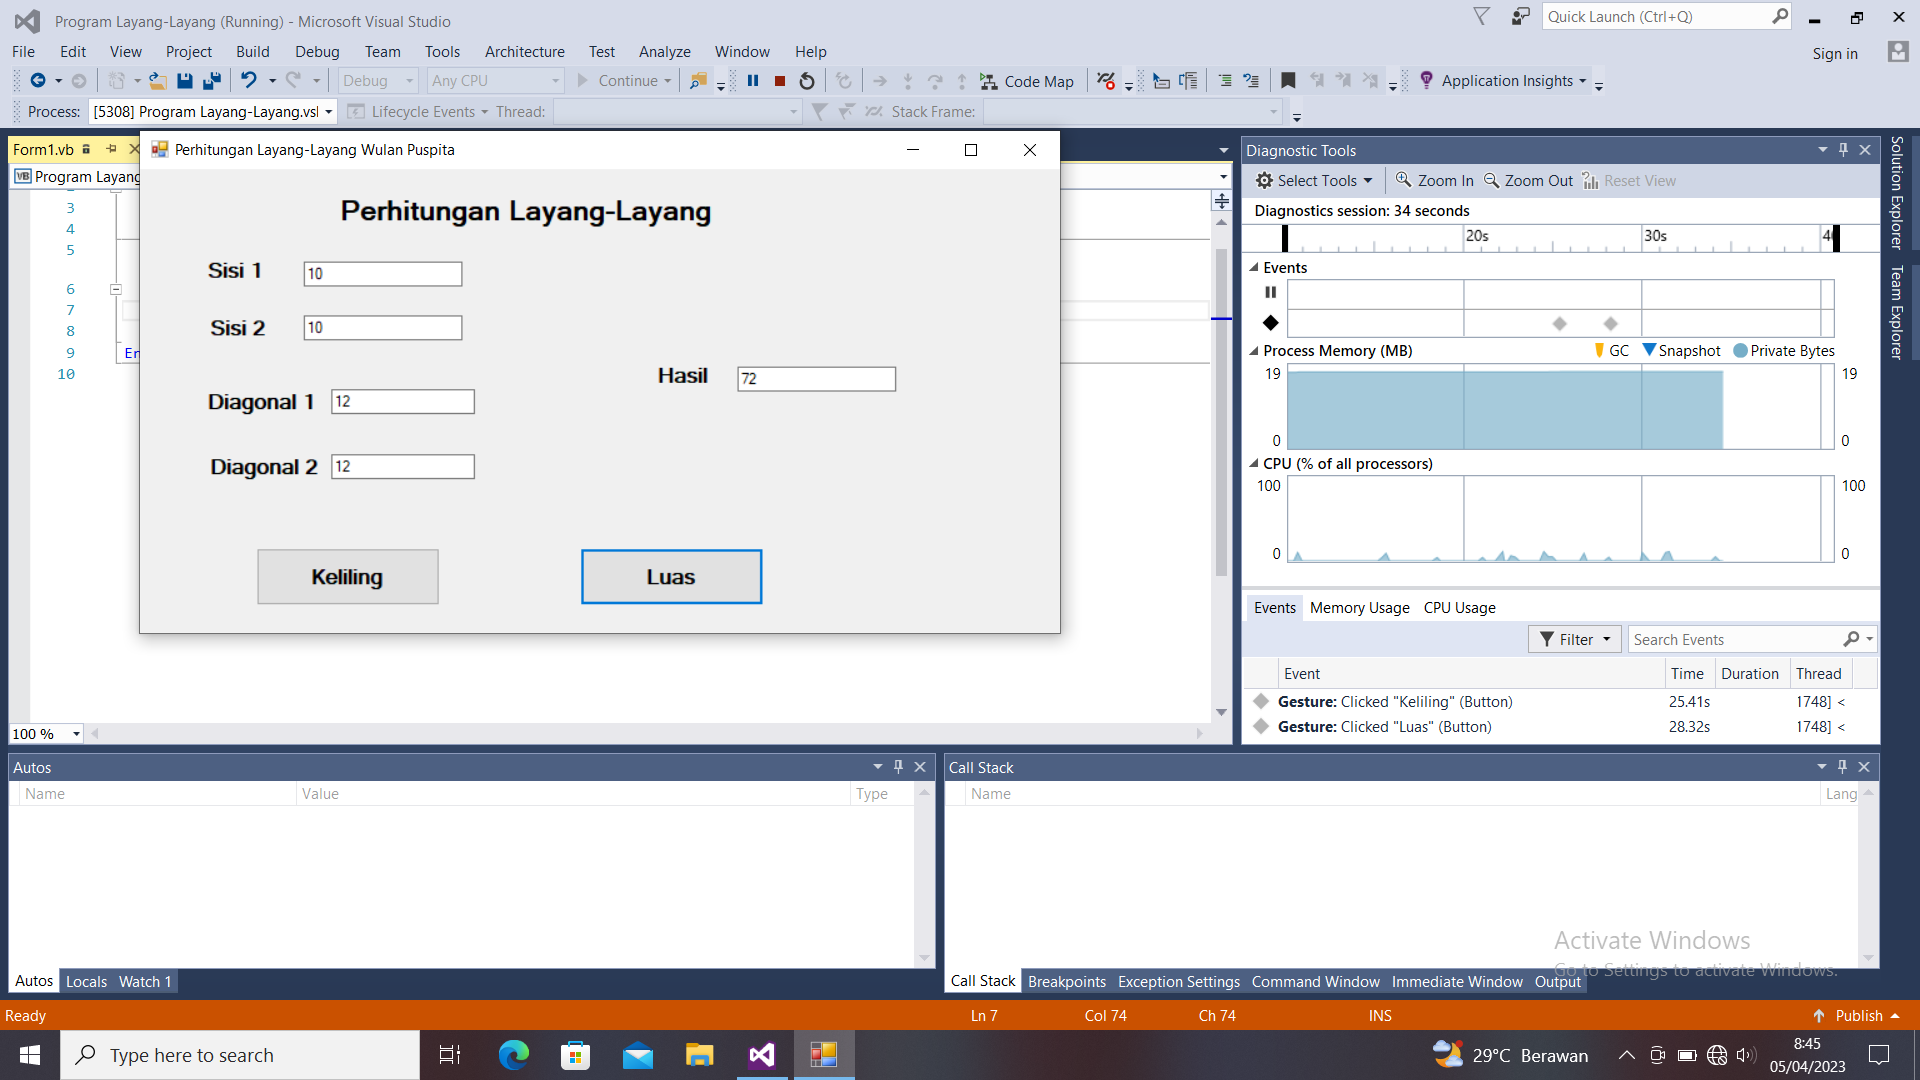 Program Layang-Layang (Running) - Microsoft Visual Studio
Quick Launch (Ctrl+Q)
File Edit View Project Build Debug Team Tools Architecture Test Analyze Window Help
Sign in
Debug Any CPU Continue Code Map Application Insights
Process: [5308] Program Layang-Layang.vsl Lifecycle Events Thread: Stack Frame:
Form1.vb
Program Layang
3
4
5
6
7
8
9 En
10
100 %
Perhitungan Layang-Layang Wulan Puspita
Perhitungan Layang-Layang
Sisi 1 10
Sisi 2 10
Hasil 72
Diagonal 1 12
Diagonal 2 12
Keliling Luas
Diagnostic Tools
Select Tools Zoom In Zoom Out Reset View
Diagnostics session: 34 seconds
20s 30s 40
Events
Process Memory (MB) GC Snapshot Private Bytes
19 19
0 0
CPU (% of all processors)
100 100
0 0
Events Memory Usage CPU Usage
Filter Search Events
Event Time Duration Thread
Gesture: Clicked "Keliling" (Button) 25.41s 1748] <
Gesture: Clicked "Luas" (Button) 28.32s 1748] <
Solution Explorer
Team Explorer
Autos
Name Value Type
Autos Locals Watch 1
Call Stack
Name Lang
Activate Windows
Go to Settings to activate Windows.
Call Stack Breakpoints Exception Settings Command Window Immediate Window Output
Ready Ln 7 Col 74 Ch 74 INS Publish
Type here to search
29°C Berawan
8:45
05/04/2023